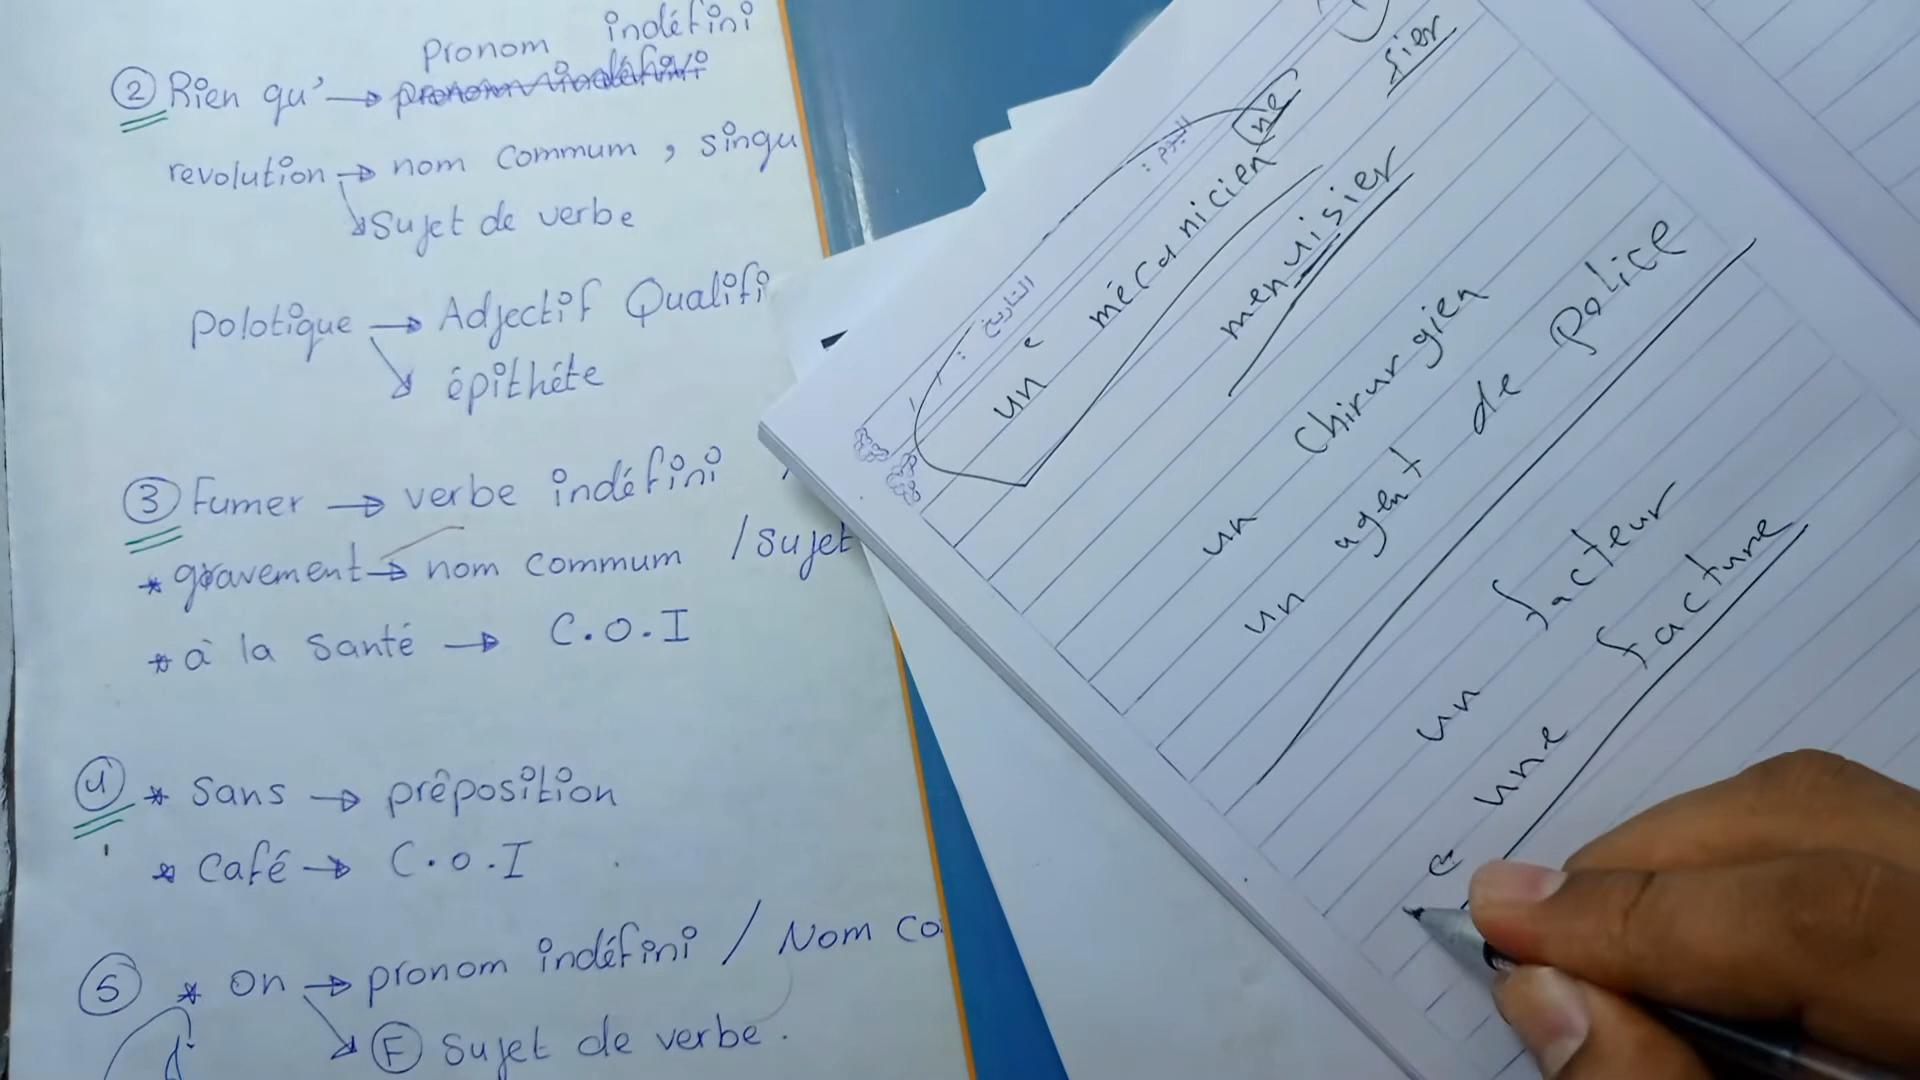 pronom indéfini
② Rien qu' → pronom indéfini
revolution → nom commum, singu
↘ Sujet de verbe
polotique → Adjectif Qualifi
↘ épithéte
③ Fumer → verbe indéfini
* gravement → nom commum / Sujet
* à la santé → C.O.I
④ * Sans → préposition
* Café → C.O.I
⑤ * On → pronom indéfini / Nom co
↘ Ⓕ Sujet de verbe.
sier
اليوم :
التاريخ :
un e mécanicien ne
menuisier
un chirurgien
un agent de police
un facteur
une facture